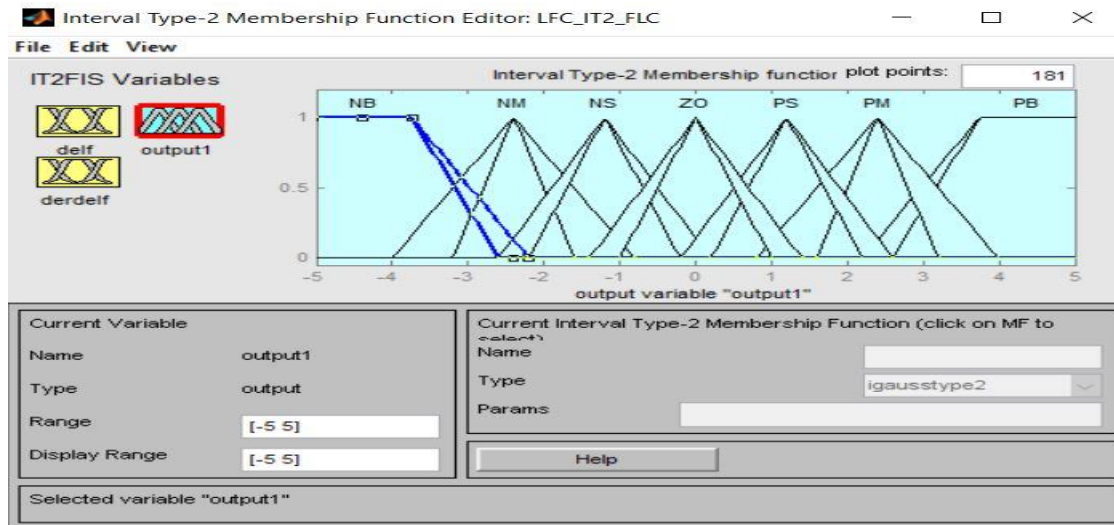 Interval Type-2 Membership Function Editor: LFC_IT2_FLC
File Edit View
IT2FIS Variables
delf
output1
derdelf
Interval Type-2 Membership function
plot points:
181
NB NM NS ZO PS PM PB
1
0.5
0
-5 -4 -3 -2 -1 0 1 2 3 4 5
output variable "output1"
Current Variable
Name output1
Type output
Range [-5 5]
Display Range [-5 5]
Current Interval Type-2 Membership Function (click on MF to
select)
Name
Type igausstype2
Params
Help
Selected variable "output1"